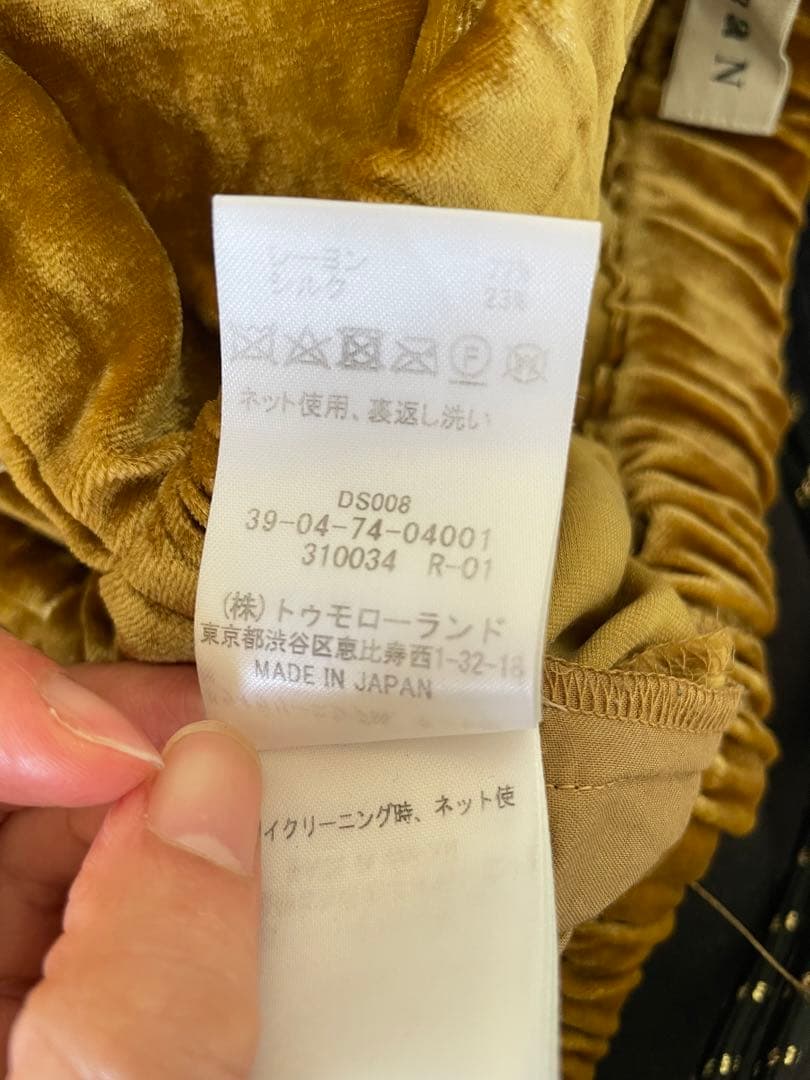 レーヨン 77%
シルク 23%
F
ネット使用、裏返し洗い
DS008
39-04-74-04001
310034 R-01
(株)トゥモローランド
東京都渋谷区恵比寿西1-32-18
MADE IN JAPAN
イクリーニング時、ネット使
aN